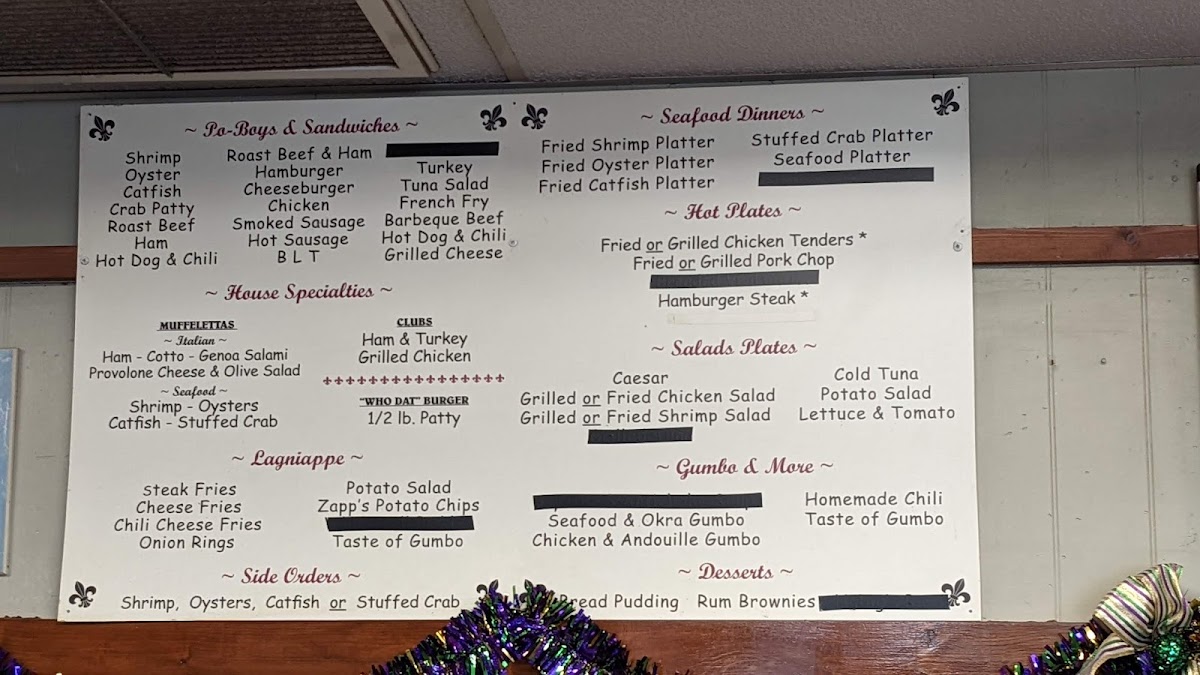 ~ Po-Boys & Sandwiches ~
Shrimp
Oyster
Catfish
Crab Patty
Roast Beef
Ham
Hot Dog & Chili
Roast Beef & Ham
Hamburger
Cheeseburger
Chicken
Smoked Sausage
Hot Sausage
B L T
Turkey
Tuna Salad
French Fry
Barbeque Beef
Hot Dog & Chili
Grilled Cheese
~ House Specialties ~
MUFFELETTAS
~ Italian ~
Ham - Cotto - Genoa Salami
Provolone Cheese & Olive Salad
~ Seafood ~
Shrimp - Oysters
Catfish - Stuffed Crab
CLUBS
Ham & Turkey
Grilled Chicken
"WHO DAT" BURGER
1/2 lb. Patty
~ Lagniappe ~
Steak Fries
Cheese Fries
Chili Cheese Fries
Onion Rings
Potato Salad
Zapp's Potato Chips
Taste of Gumbo
~ Side Orders ~
Shrimp, Oysters, Catfish or Stuffed Crab
~ Seafood Dinners ~
Fried Shrimp Platter
Fried Oyster Platter
Fried Catfish Platter
Stuffed Crab Platter
Seafood Platter
~ Hot Plates ~
Fried or Grilled Chicken Tenders *
Fried or Grilled Pork Chop
Hamburger Steak *
~ Salads Plates ~
Caesar
Grilled or Fried Chicken Salad
Grilled or Fried Shrimp Salad
Cold Tuna
Potato Salad
Lettuce & Tomato
~ Gumbo & More ~
Seafood & Okra Gumbo
Chicken & Andouille Gumbo
Homemade Chili
Taste of Gumbo
~ Desserts ~
Bread Pudding Rum Brownies